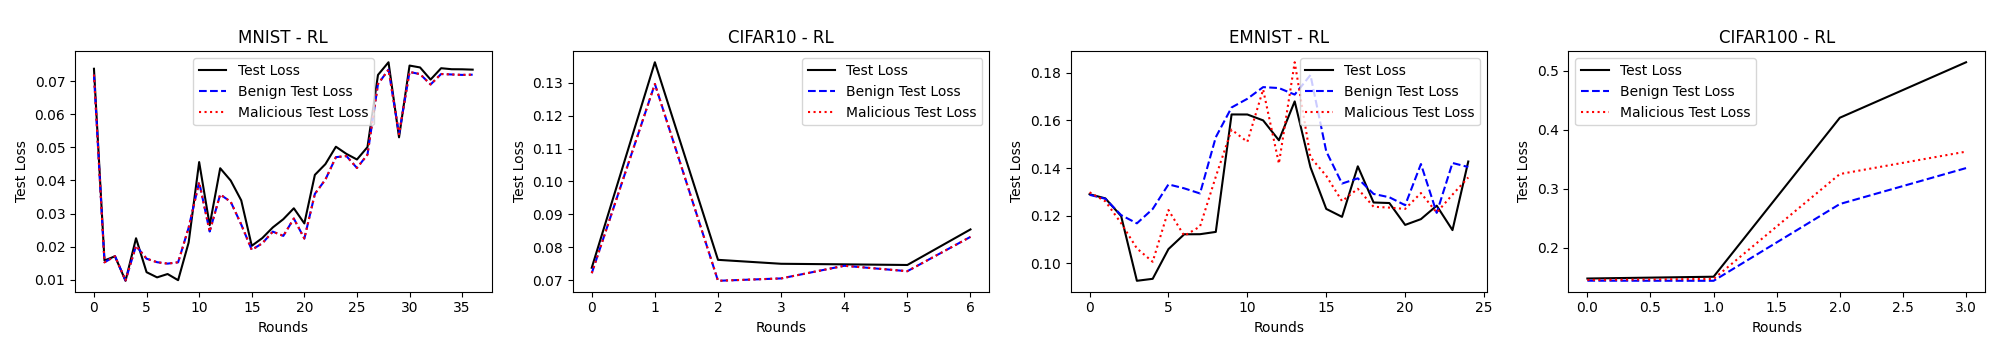 MNIST - RL
Test Loss
Benign Test Loss
Malicious Test Loss
0.07
0.06
0.05
0.04
0.03
0.02
0.01
Test Loss
0 5 10 15 20 25 30 35
Rounds
CIFAR10 - RL
Test Loss
Benign Test Loss
Malicious Test Loss
0.13
0.12
0.11
0.10
0.09
0.08
0.07
Test Loss
0 1 2 3 4 5 6
Rounds
EMNIST - RL
Test Loss
Benign Test Loss
Malicious Test Loss
0.18
0.16
0.14
0.12
0.10
Test Loss
0 5 10 15 20 25
Rounds
CIFAR100 - RL
Test Loss
Benign Test Loss
Malicious Test Loss
0.5
0.4
0.3
0.2
Test Loss
0.0 0.5 1.0 1.5 2.0 2.5 3.0
Rounds